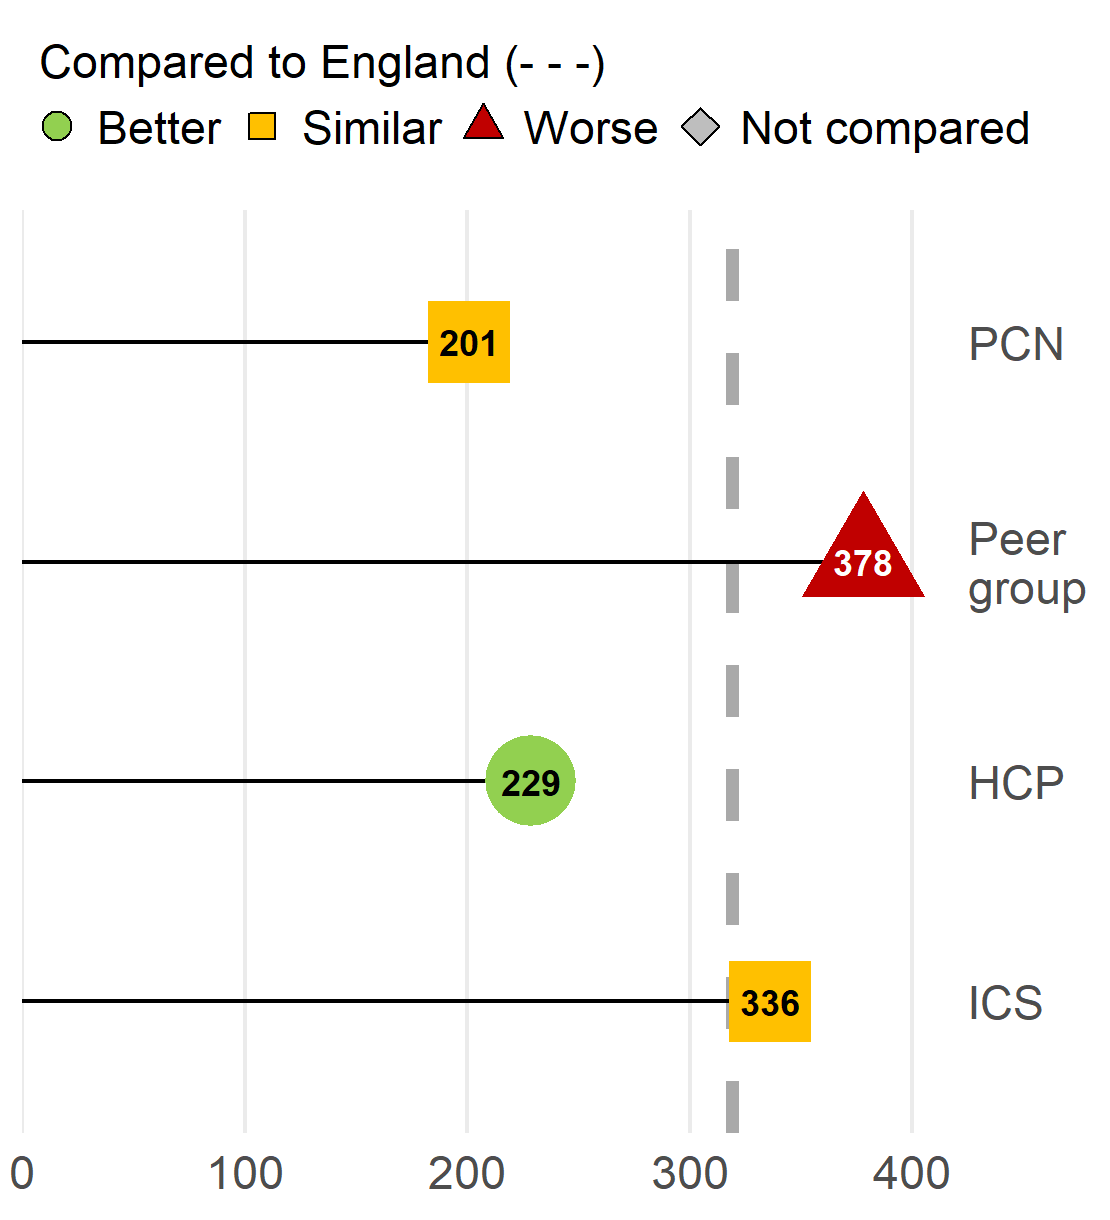 Compared to England (- - -)
Better Similar Worse Not compared
201 PCN
378 Peer
group
229 HCP
336 ICS
0 100 200 300 400